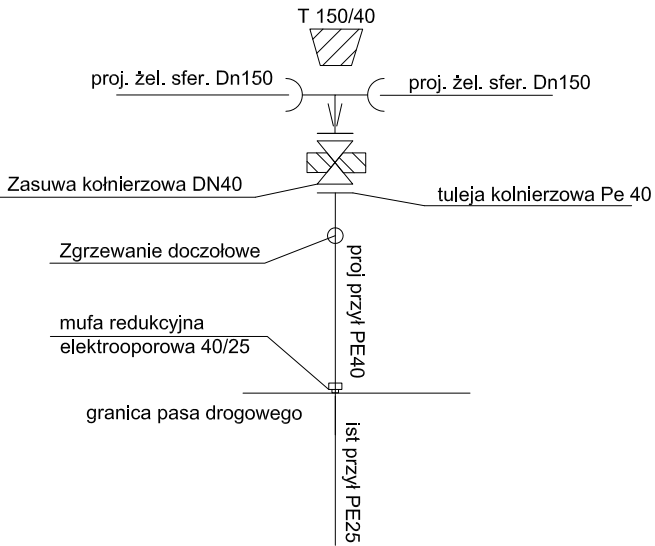 T 150/40
proj. żel. sfer. Dn150
proj. żel. sfer. Dn150
Zasuwa kołnierzowa DN40
tuleja kolnierzowa Pe 40
Zgrzewanie doczołowe
proj przył PE40
mufa redukcyjna
elektrooporowa 40/25
granica pasa drogowego
ist przył PE25